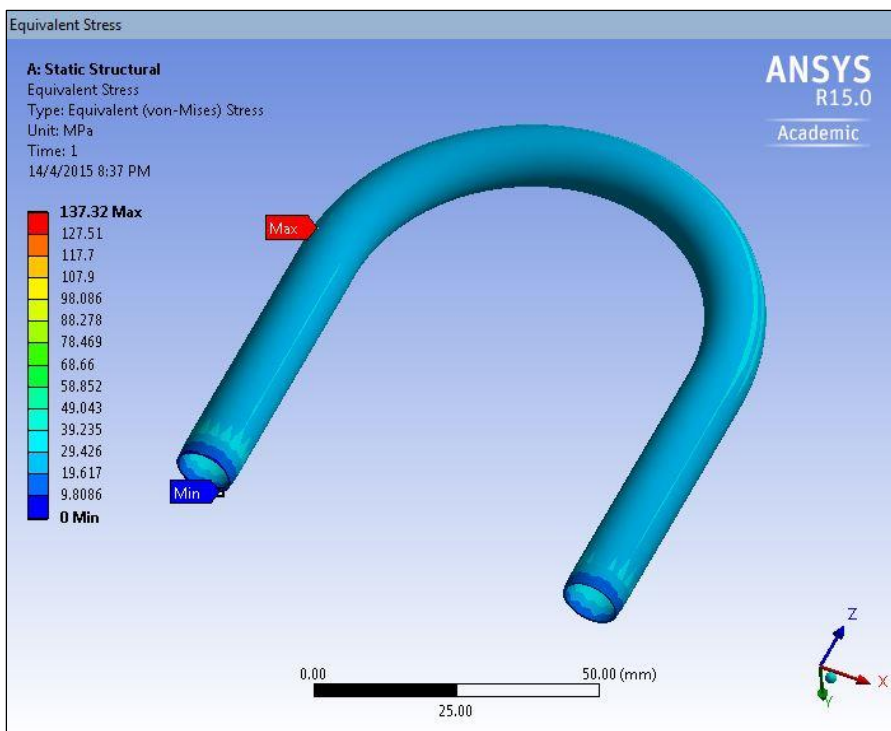 Equivalent Stress
A: Static Structural
Equivalent Stress
Type: Equivalent (von-Mises) Stress
Unit: MPa
Time: 1
14/4/2015 8:37 PM
ANSYS
R15.0
Academic
137.32 Max
127.51
117.7
107.9
98.086
88.278
78.469
68.66
58.852
49.043
39.235
29.426
19.617
9.8086
0 Min
Max
Min
0.00
50.00 (mm)
25.00
Z
X
Y